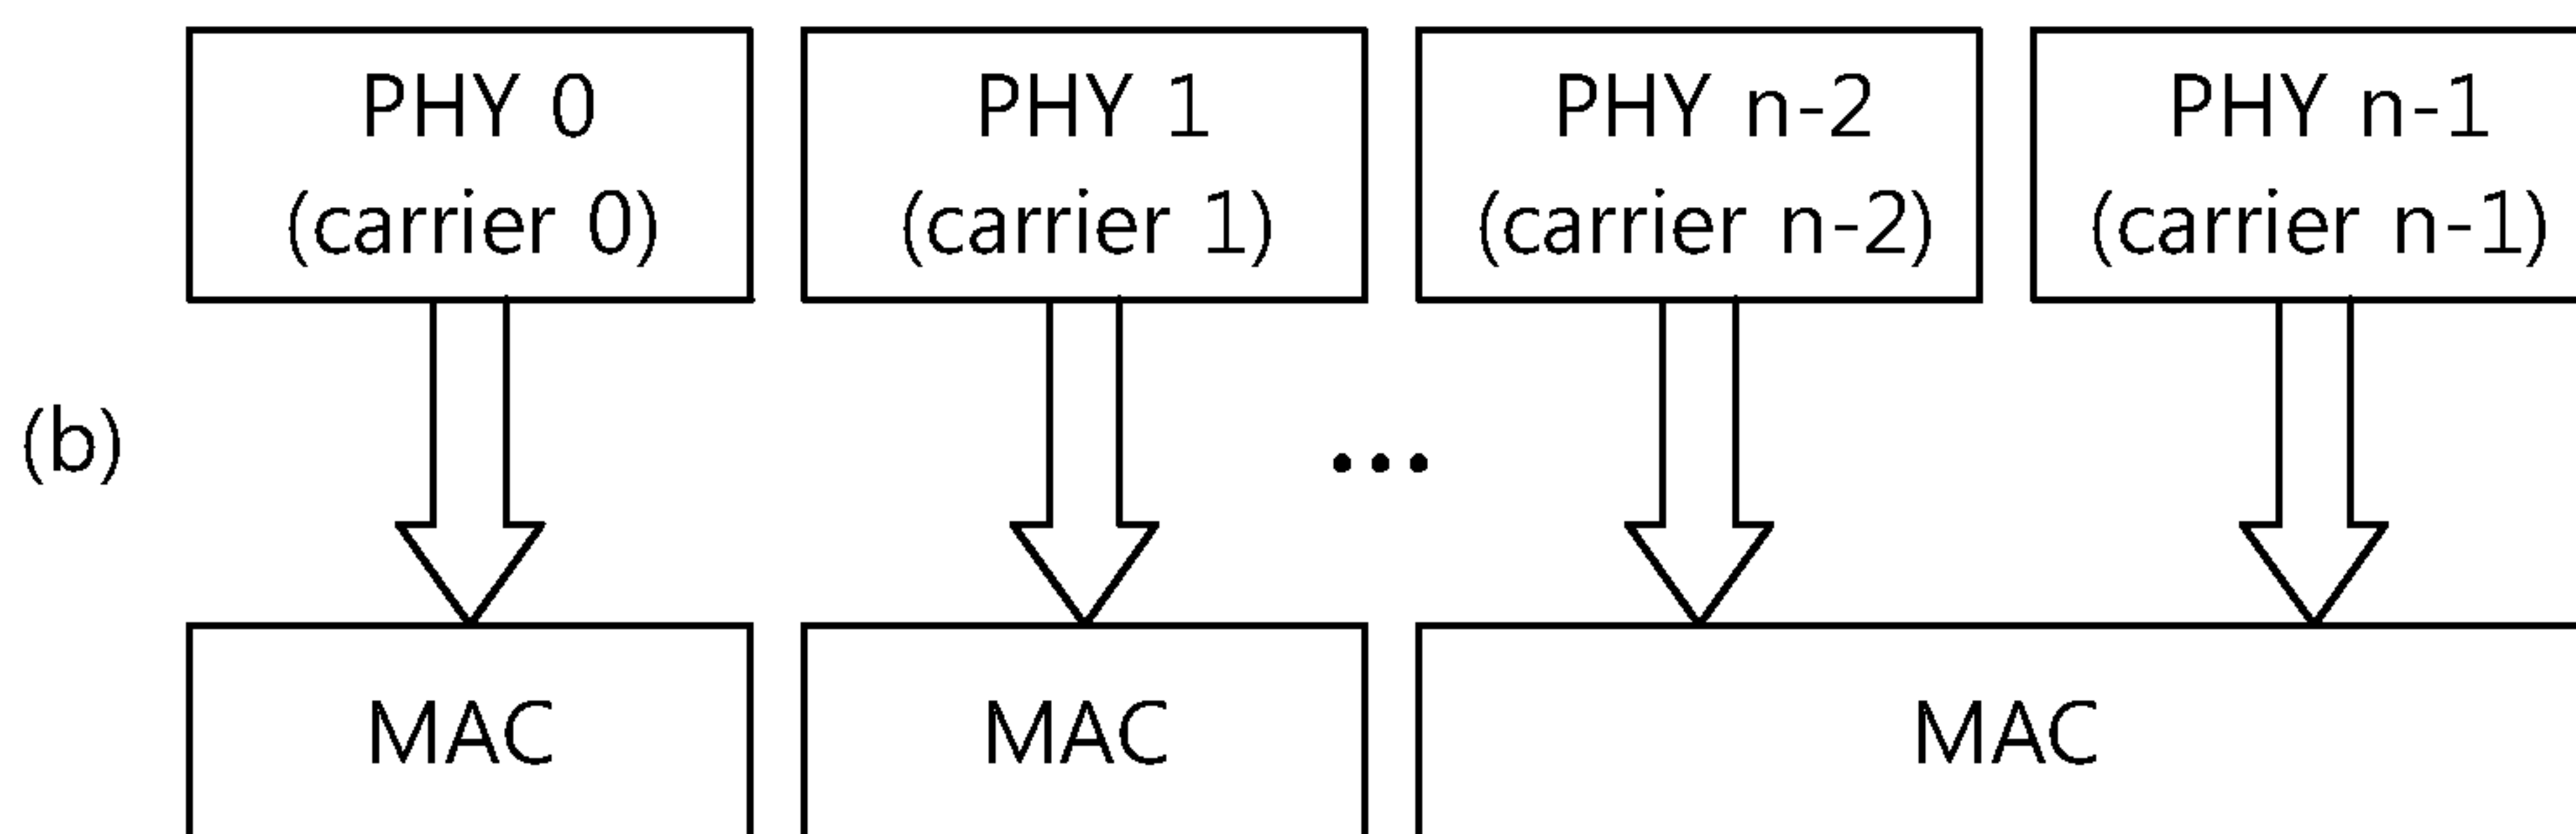 PHY 0
(carrier 0)
PHY 1
(carrier 1)
PHY n-2
(carrier n-2)
PHY n-1
(carrier n-1)
(b)
...
MAC
MAC
MAC